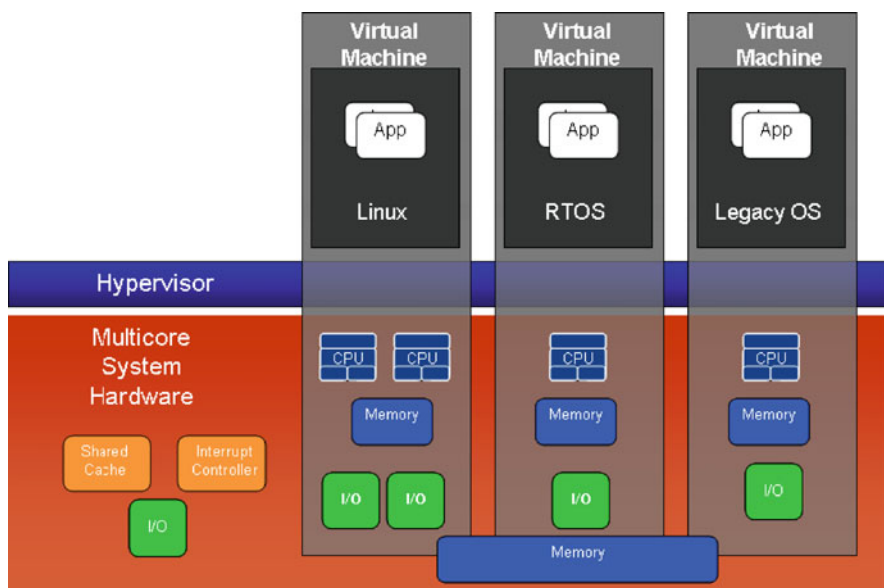 Virtual
Machine
App
Linux
Virtual
Machine
App
RTOS
Virtual
Machine
App
Legacy OS
Hypervisor
Multicore
System
Hardware
Shared
Cache
Interrupt
Controller
I/O
CPU
CPU
Memory
I/O
I/O
CPU
Memory
I/O
CPU
Memory
I/O
Memory